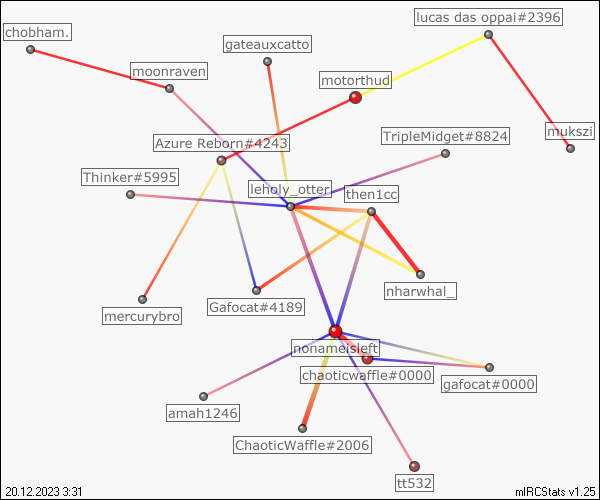 lucas das oppai#2396
chobham.
gateauxcatto
moonraven
motorthud
mukszi
TripleMidget#8824
Azure Reborn#4243
Thinker#5995
leholy_otter
then1cc
nharwhal_
Gafocat#4189
mercurybro
nonameisleft
chaoticwaffle#0000
gafocat#0000
amah1246
ChaoticWaffle#2006
tt532
20.12.2023 3:31
mIRCStats v1.25